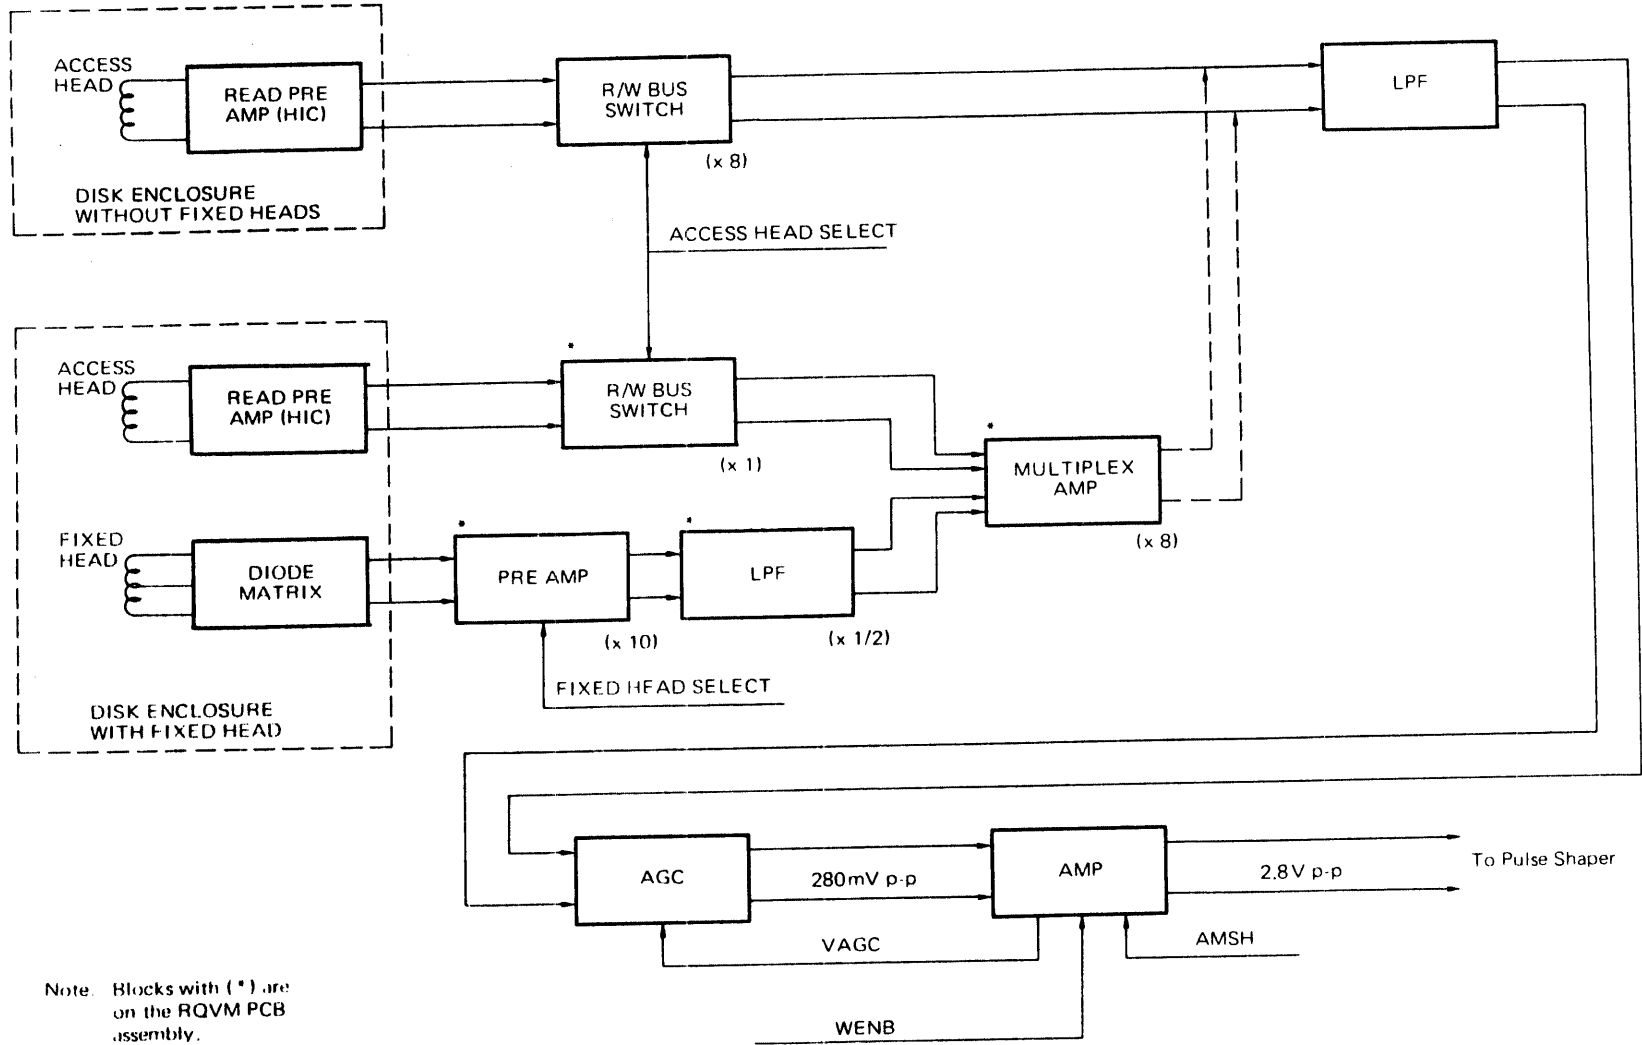 ACCESS
HEAD
READ PRE
AMP (HIC)
DISK ENCLOSURE
WITHOUT FIXED HEADS
R/W BUS
SWITCH
(x 8)
LPF
ACCESS HEAD SELECT
ACCESS
HEAD
READ PRE
AMP (HIC)
*
R/W BUS
SWITCH
(x 1)
*
MULTIPLEX
AMP
(x 8)
FIXED
HEAD
DIODE
MATRIX
*
PRE AMP
(x 10)
*
LPF
(x 1/2)
FIXED HEAD SELECT
DISK ENCLOSURE
WITH FIXED HEAD
AGC
280mV p-p
AMP
2.8V p-p
To Pulse Shaper
VAGC
AMSH
WENB
Note. Blocks with (*) are
on the RQVM PCB
assembly.